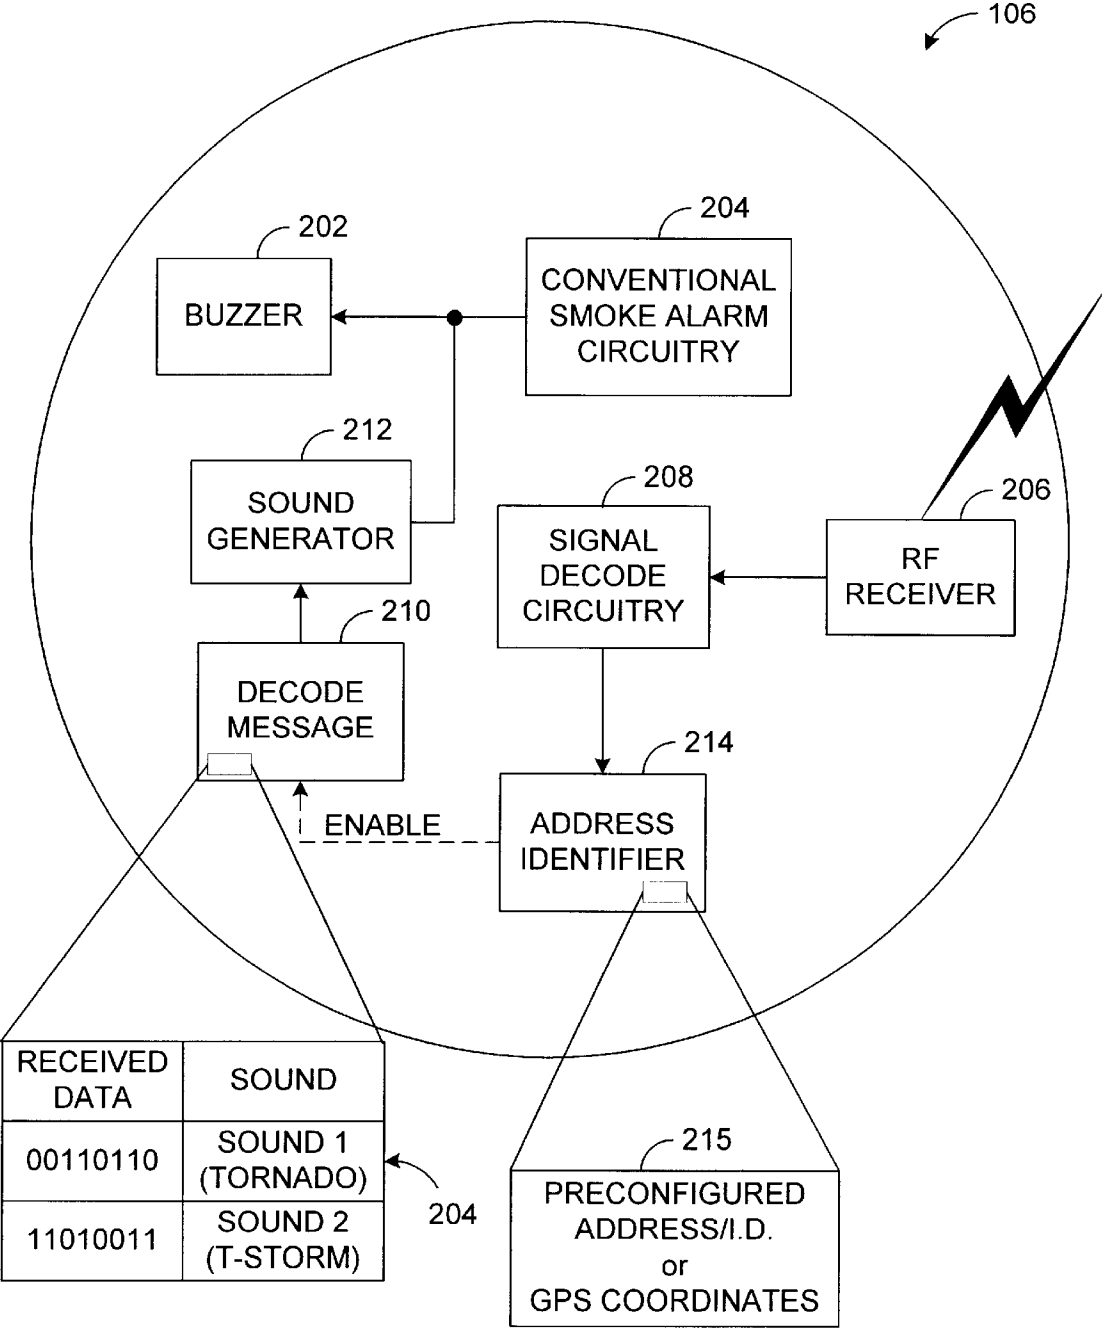 106
202
204
BUZZER
CONVENTIONAL
SMOKE ALARM
CIRCUITRY
212
208
206
SOUND
GENERATOR
SIGNAL
DECODE
CIRCUITRY
RF
RECEIVER
210
DECODE
MESSAGE
214
ENABLE
ADDRESS
IDENTIFIER
RECEIVED
DATA
SOUND
00110110
SOUND 1
(TORNADO)
204
11010011
SOUND 2
(T-STORM)
215
PRECONFIGURED
ADDRESS/I.D.
or
GPS COORDINATES